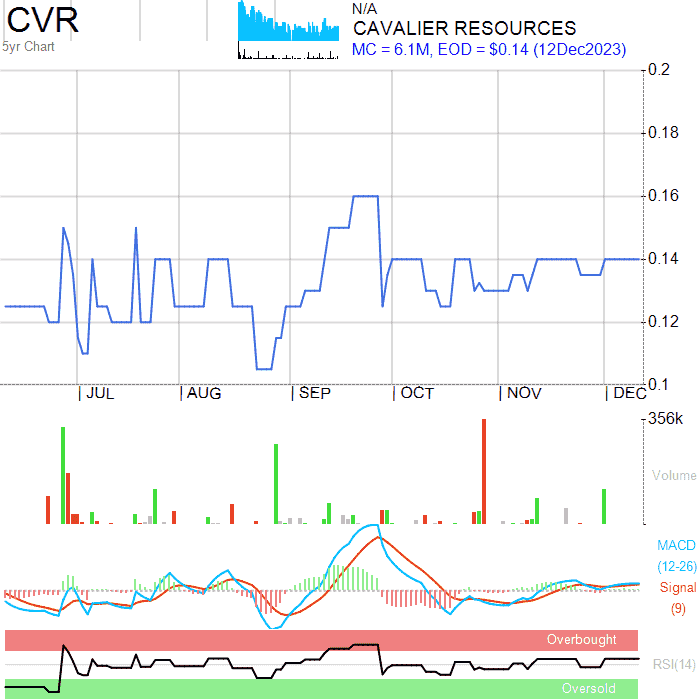 CVR
5yr Chart
N/A
CAVALIER RESOURCES
MC = 6.1M, EOD = $0.14 (12Dec2023)
0.2
0.18
0.16
0.14
0.12
0.1
| JUL | AUG | SEP | OCT | NOV | DEC
356k
Volume
MACD
(12-26)
Signal
(9)
Overbought
RSI(14)
Oversold